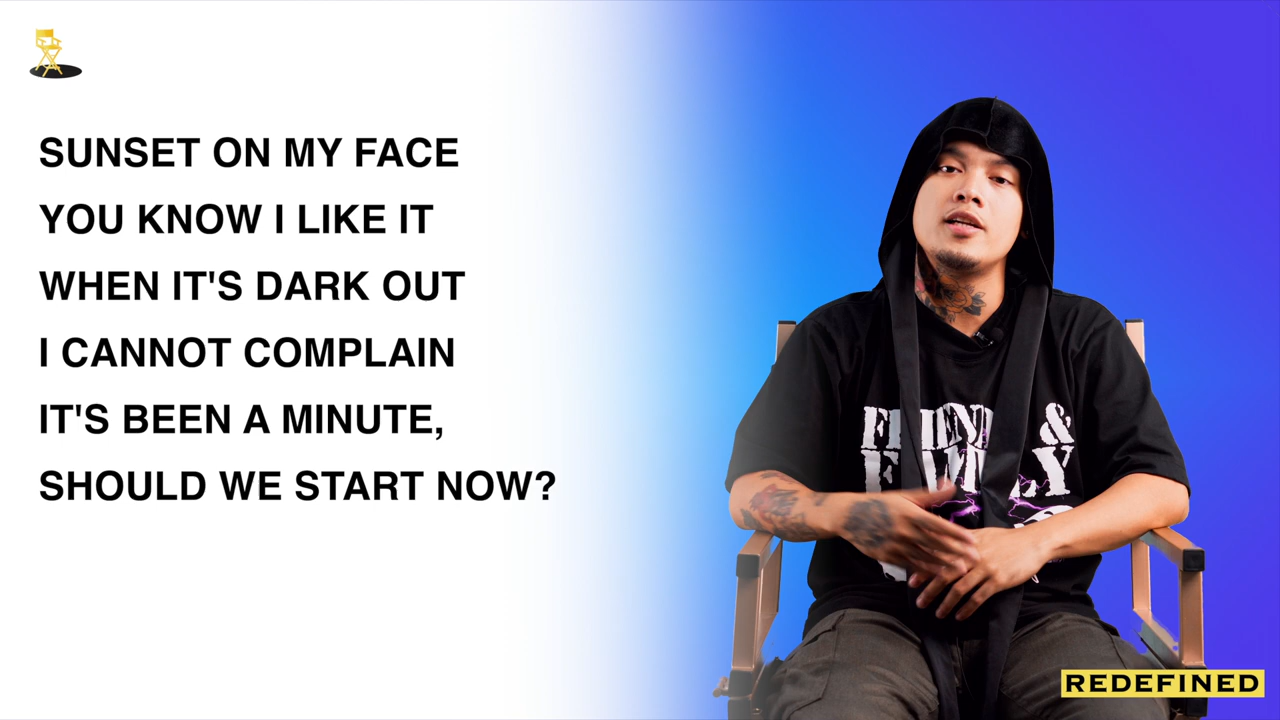 SUNSET ON MY FACE
YOU KNOW I LIKE IT
WHEN IT'S DARK OUT
I CANNOT COMPLAIN
IT'S BEEN A MINUTE,
SHOULD WE START NOW?
&
REDEFINED